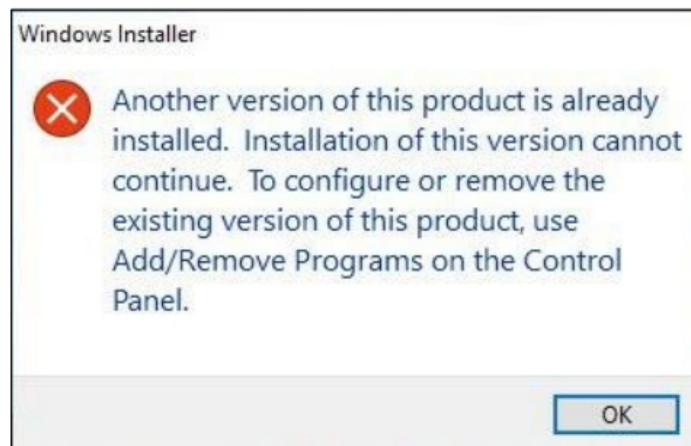 Windows Installer
Another version of this product is already
installed.  Installation of this version cannot
continue.  To configure or remove the
existing version of this product, use
Add/Remove Programs on the Control
Panel.
OK